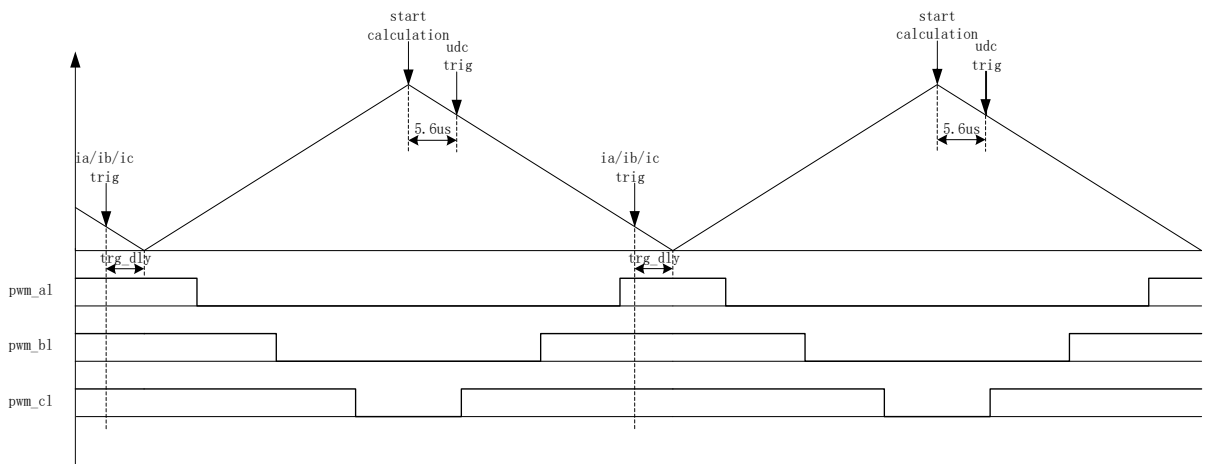 start
calculation
udc
trig
start
calculation
udc
trig
5.6us
5.6us
ia/ib/ic
trig
ia/ib/ic
trig
trg_dly
trg_dly
pwm_al
pwm_bl
pwm_cl